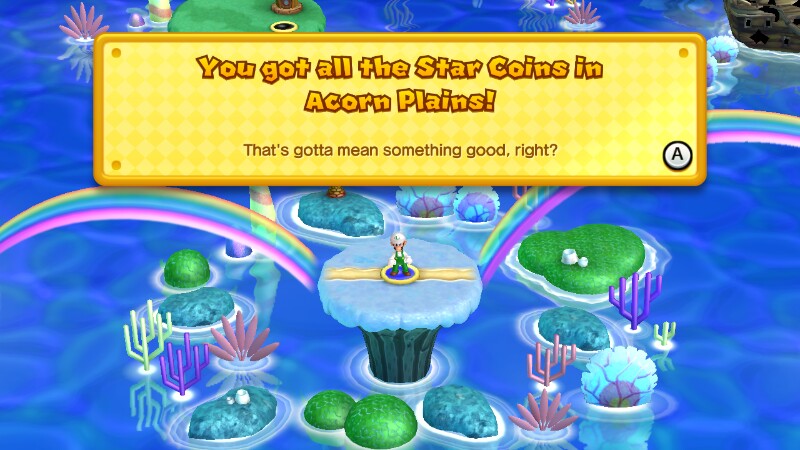 You got all the Star Coins in
Acorn Plains!
That's gotta mean something good, right?
A